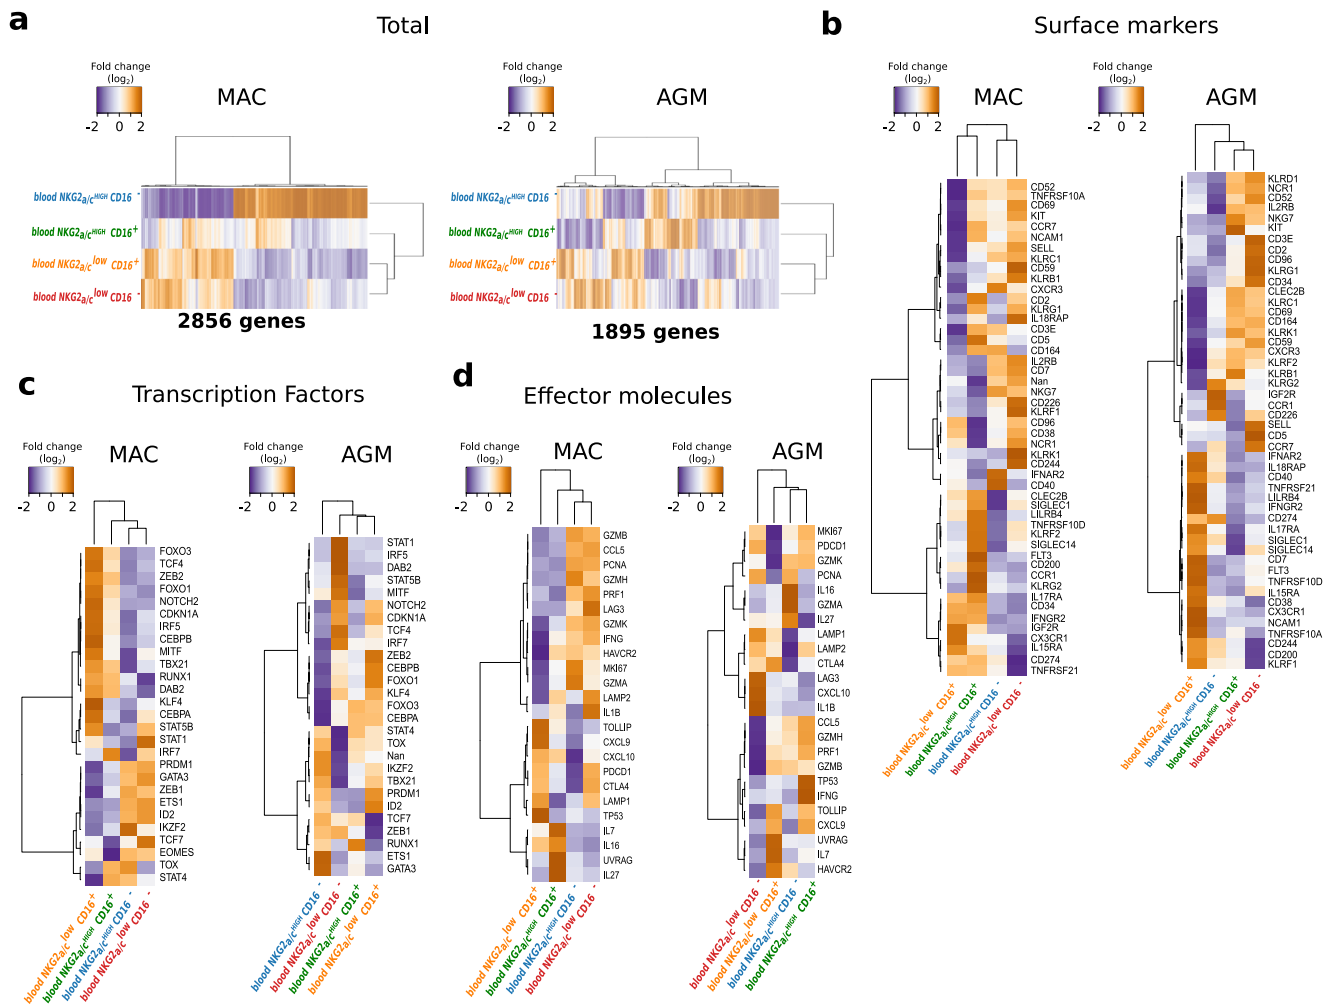 a
Total
Fold change
(log2)
-2 0 2
MAC
Fold change
(log2)
-2 0 2
AGM
blood NKG2a/c HIGH CD16 -
blood NKG2a/c HIGH CD16 +
blood NKG2a/c low CD16 +
blood NKG2a/c low CD16 -
2856 genes
blood NKG2a/c HIGH CD16 -
blood NKG2a/c HIGH CD16 +
blood NKG2a/c low CD16 +
blood NKG2a/c low CD16 -
1895 genes
b
Surface markers
Fold change
(log2)
-2 0 2
MAC
CD52
TNFRSF10A
CD69
KIT
CCR7
NCAM1
SELL
KLRC1
CD59
KLRB1
CXCR3
CD2
KLRG1
IL18RAP
CD3E
CD5
CD164
IL2RB
CD7
Nan
NKG7
CD226
KLRF1
CD96
CD38
NCR1
KLRK1
CD244
IFNAR2
CD40
CLEC2B
SIGLEC1
LILRB4
TNFRSF10D
KLRF2
SIGLEC14
FLT3
CD200
CCR1
KLRG2
IL17RA
CD34
IFNGR2
IGF2R
CX3CR1
IL15RA
CD274
TNFRSF21
blood NKG2a/c low CD16 +
blood NKG2a/c HIGH CD16 +
blood NKG2a/c HIGH CD16 -
blood NKG2a/c low CD16 -
Fold change
(log2)
-2 0 2
AGM
KLRD1
NCR1
CD52
IL2RB
NKG7
KIT
CD3E
CD2
CD96
KLRG1
CD34
CLEC2B
KLRC1
CD69
CD164
KLRK1
CD59
CXCR3
KLRF2
KLRB1
KLRG2
IGF2R
CCR1
CD226
SELL
CD5
CCR7
IFNAR2
IL18RAP
CD40
TNFRSF21
LILRB4
IFNGR2
CD274
IL17RA
SIGLEC1
SIGLEC14
CD7
FLT3
TNFRSF10D
IL15RA
CD38
CX3CR1
NCAM1
TNFRSF10A
CD244
CD200
KLRF1
blood NKG2a/c low CD16 +
blood NKG2a/c HIGH CD16 -
blood NKG2a/c HIGH CD16 +
blood NKG2a/c low CD16 -
c
Transcription Factors
Fold change
(log2)
-2 0 2
MAC
FOXO3
TCF4
ZEB2
FOXO1
NOTCH2
CDKN1A
IRF5
CEBPB
MITF
TBX21
RUNX1
DAB2
KLF4
CEBPA
STAT5B
STAT1
IRF7
PRDM1
GATA3
ZEB1
ETS1
ID2
IKZF2
TCF7
EOMES
TOX
STAT4
blood NKG2a/c low CD16 +
blood NKG2a/c HIGH CD16 +
blood NKG2a/c HIGH CD16 -
blood NKG2a/c low CD16 -
Fold change
(log2)
-2 0 2
AGM
STAT1
IRF5
DAB2
STAT5B
MITF
NOTCH2
CDKN1A
TCF4
IRF7
ZEB2
CEBPB
FOXO1
KLF4
FOXO3
CEBPA
STAT4
TOX
Nan
IKZF2
TBX21
PRDM1
ID2
TCF7
ZEB1
RUNX1
ETS1
GATA3
blood NKG2a/c HIGH CD16 -
blood NKG2a/c low CD16 -
blood NKG2a/c HIGH CD16 +
blood NKG2a/c low CD16 +
d
Effector molecules
Fold change
(log2)
-2 0 2
MAC
GZMB
CCL5
PCNA
GZMH
PRF1
LAG3
GZMK
IFNG
HAVCR2
MKI67
GZMA
LAMP2
IL1B
TOLLIP
CXCL9
CXCL10
PDCD1
CTLA4
LAMP1
TP53
IL7
IL16
UVRAG
IL27
blood NKG2a/c low CD16 +
blood NKG2a/c HIGH CD16 +
blood NKG2a/c HIGH CD16 -
blood NKG2a/c low CD16 -
Fold change
(log2)
-2 0 2
AGM
MKI67
PDCD1
GZMK
PCNA
IL16
GZMA
IL27
LAMP1
LAMP2
CTLA4
LAG3
CXCL10
IL1B
CCL5
GZMH
PRF1
GZMB
TP53
IFNG
TOLLIP
CXCL9
UVRAG
IL7
HAVCR2
blood NKG2a/c low CD16 -
blood NKG2a/c low CD16 +
blood NKG2a/c HIGH CD16 -
blood NKG2a/c HIGH CD16 +